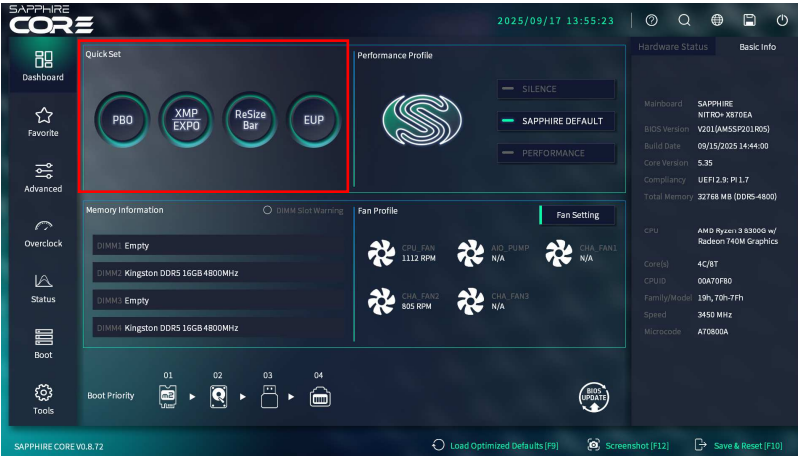 SAPPHIRE
CORE
2025/09/17 13:55:23
Dashboard
Favorite
Advanced
Overclock
Status
Boot
Tools
Quick Set
PBO
XMP
EXPO
ReSize
Bar
EUP
Performance Profile
SILENCE
SAPPHIRE DEFAULT
PERFORMANCE
Memory Information
DIMM Slot Warning
DIMM1 Empty
DIMM2 Kingston DDR5 16GB 4800MHz
DIMM3 Empty
DIMM4 Kingston DDR5 16GB 4800MHz
Fan Profile
Fan Setting
CPU_FAN
1112 RPM
AIO_PUMP
N/A
CHA_FAN1
N/A
CHA_FAN2
805 RPM
CHA_FAN3
N/A
Boot Priority
01
02
03
04
BIOS
UPDATE
Hardware Status
Basic Info
Mainboard SAPPHIRE
NITRO+ X870EA
BIOS Version V201(AM5SP201R05)
Build Date 09/15/2025 14:44:00
Core Version 5.35
Compliancy UEFI 2.9: PI 1.7
Total Memory 32768 MB (DDR5-4800)
CPU AMD Ryzen 3 8300G w/
Radeon 740M Graphics
Core(s) 4C/8T
CPUID 00A70F80
Family/Model 19h, 70h-7Fh
Speed 3450 MHz
Microcode A70800A
SAPPHIRE CORE V0.8.72
Load Optimized Defaults [F9]
Screenshot [F12]
Save & Reset [F10]